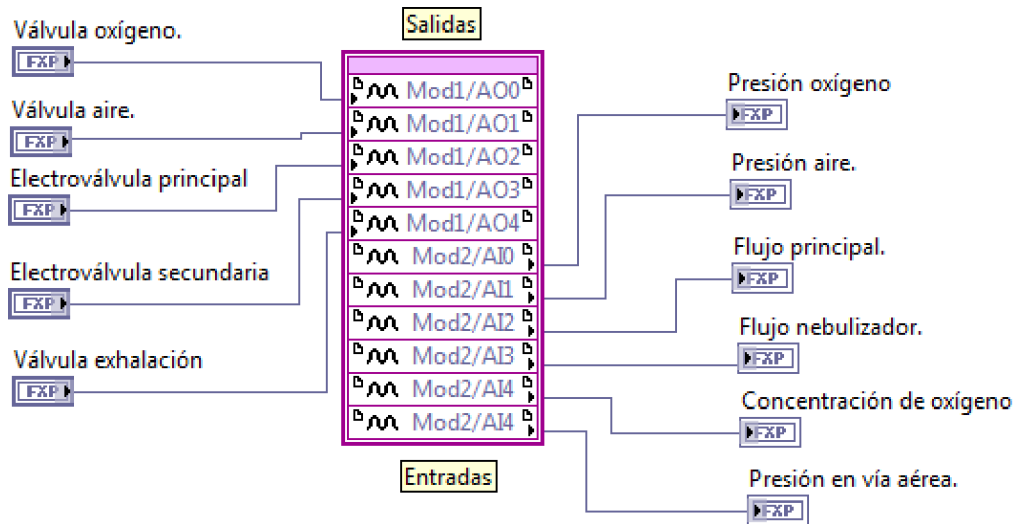 Salidas
Válvula oxígeno.
FXP
Válvula aire.
FXP
Electroválvula principal
FXP
Electroválvula secundaria
FXP
Válvula exhalación
FXP
Mod1/AO0
Mod1/AO1
Mod1/AO2
Mod1/AO3
Mod1/AO4
Mod2/AI0
Mod2/AI1
Mod2/AI2
Mod2/AI3
Mod2/AI4
Mod2/AI4
Entradas
Presión oxígeno
FXP
Presión aire.
FXP
Flujo principal.
FXP
Flujo nebulizador.
FXP
Concentración de oxígeno
FXP
Presión en vía aérea.
FXP